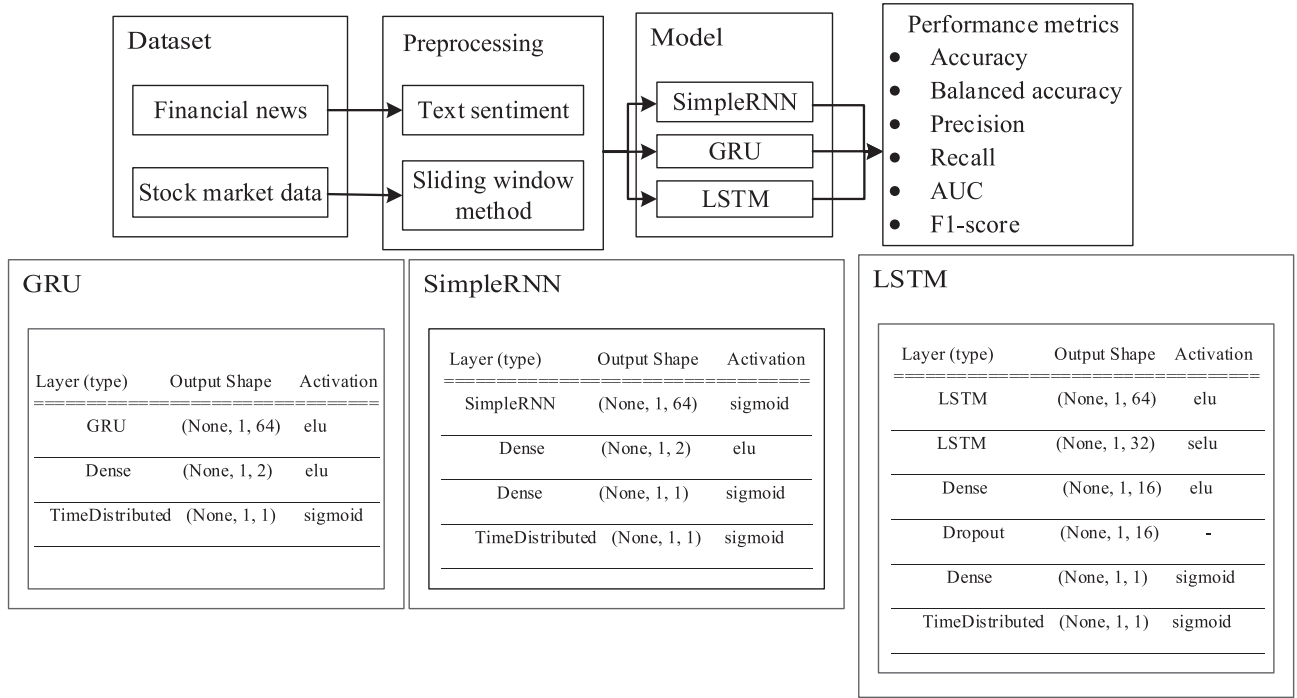 Dataset
Financial news
Stock market data
Preprocessing
Text sentiment
Sliding window
method
Model
SimpleRNN
GRU
LSTM
Performance metrics
● Accuracy
● Balanced accuracy
● Precision
● Recall
● AUC
● F1-score
GRU
Layer (type) Output Shape Activation
GRU (None, 1, 64) elu
Dense (None, 1, 2) elu
TimeDistributed (None, 1, 1) sigmoid
SimpleRNN
Layer (type) Output Shape Activation
SimpleRNN (None, 1, 64) sigmoid
Dense (None, 1, 2) elu
Dense (None, 1, 1) sigmoid
TimeDistributed (None, 1, 1) sigmoid
LSTM
Layer (type) Output Shape Activation
LSTM (None, 1, 64) elu
LSTM (None, 1, 32) selu
Dense (None, 1, 16) elu
Dropout (None, 1, 16) -
Dense (None, 1, 1) sigmoid
TimeDistributed (None, 1, 1) sigmoid